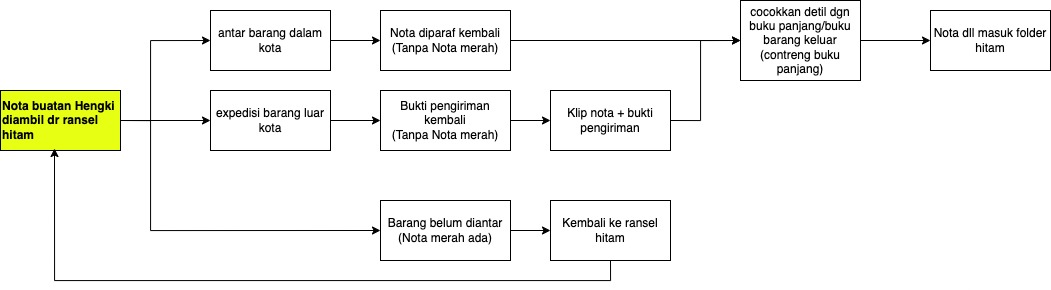 antar barang dalam
kota
Nota diparaf kembali
(Tanpa Nota merah)
cocokkan detil dgn
buku panjang/buku
barang keluar
(contreng buku
panjang)
Nota dll masuk folder
hitam
Nota buatan Hengki
diambil dr ransel
hitam
expedisi barang luar
kota
Bukti pengiriman
kembali
(Tanpa Nota merah)
Klip nota + bukti
pengiriman
Barang belum diantar
(Nota merah ada)
Kembali ke ransel
hitam